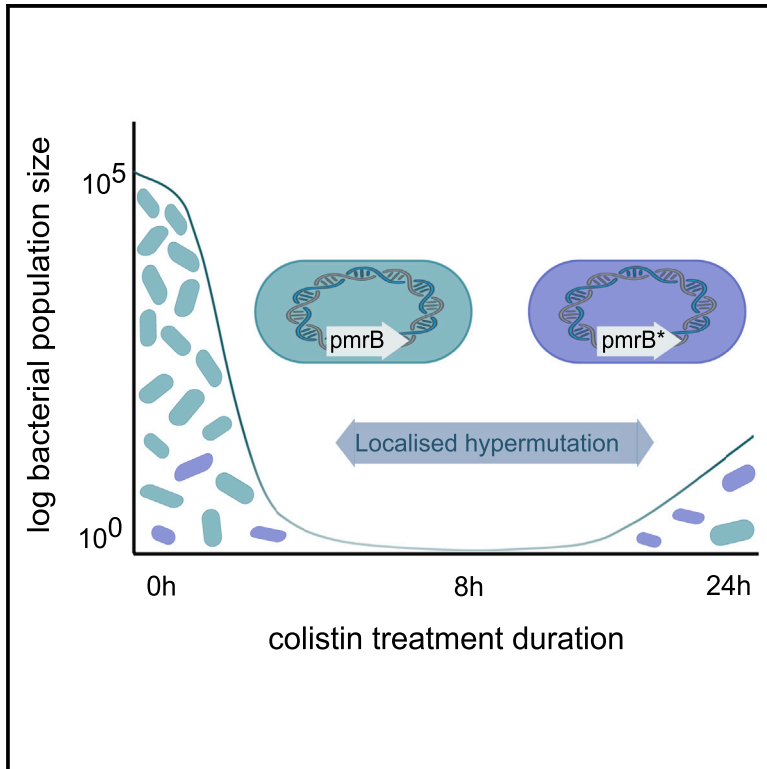 log bacterial population size
10^5
10^0
pmrB
pmrB*
Localised hypermutation
0h
8h
24h
colistin treatment duration